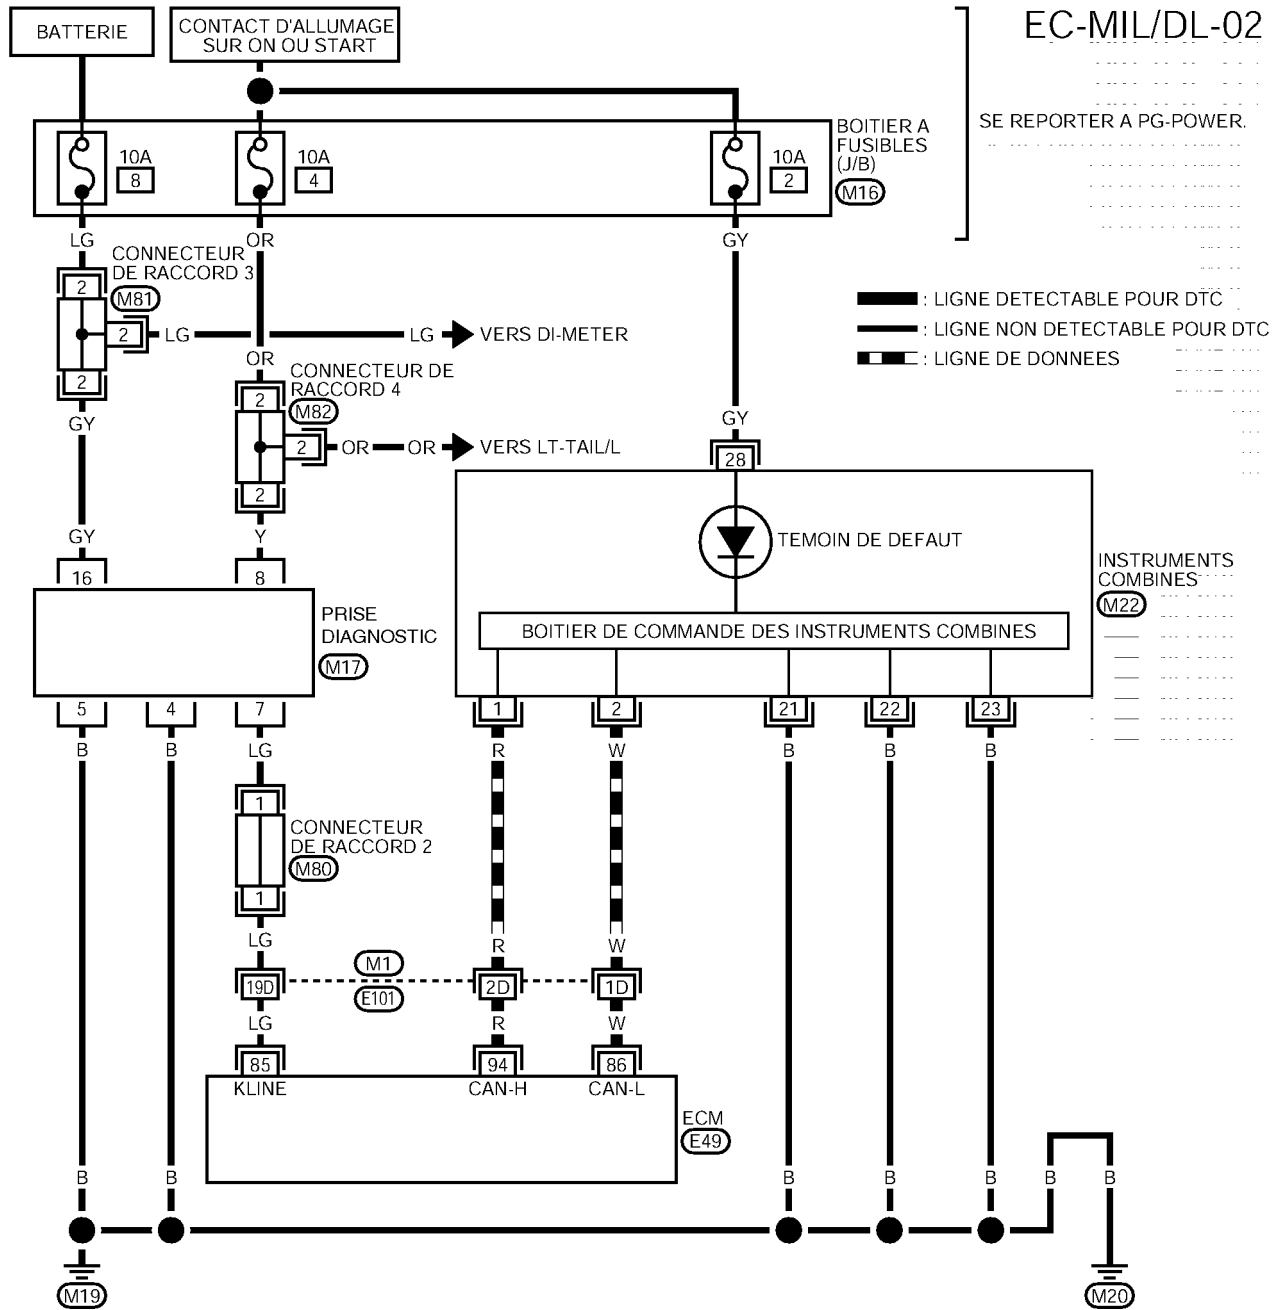 EC-MIL/DL-02
BATTERIE
CONTACT D'ALLUMAGE
SUR ON OU START
SE REPORTER A PG-POWER.
BOITIER A
FUSIBLES
(J/B)
M16
10A
8
10A
4
10A
2
LG
OR
GY
CONNECTEUR
DE RACCORD 3
M81
2
2
2
LG
LG
VERS DI-METER
: LIGNE DETECTABLE POUR DTC
: LIGNE NON DETECTABLE POUR DTC
: LIGNE DE DONNEES
OR
CONNECTEUR DE
RACCORD 4
M82
2
2
2
OR
OR
VERS LT-TAIL/L
GY
GY
28
GY
Y
TEMOIN DE DEFAUT
16
8
INSTRUMENTS
COMBINES
M22
PRISE
DIAGNOSTIC
M17
BOITIER DE COMMANDE DES INSTRUMENTS COMBINES
5
4
7
1
2
21
22
23
B
B
LG
R
W
B
B
B
1
CONNECTEUR
DE RACCORD 2
M80
1
LG
R
W
M1
E101
19D
2D
1D
LG
R
W
85
94
86
KLINE
CAN-H
CAN-L
ECM
E49
B
B
B
B
B
B
B
M19
M20